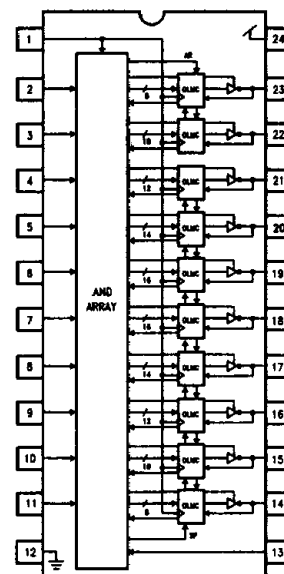 1 24
AR
2 OLMC 23
8
3 OLMC 22
10
4 OLMC 21
12
5 OLMC 20
14
6 OLMC 19
16
AND
ARRAY
7 OLMC 18
16
8 OLMC 17
14
9 OLMC 16
12
10 OLMC 15
10
11 OLMC 14
8
SP
12 13